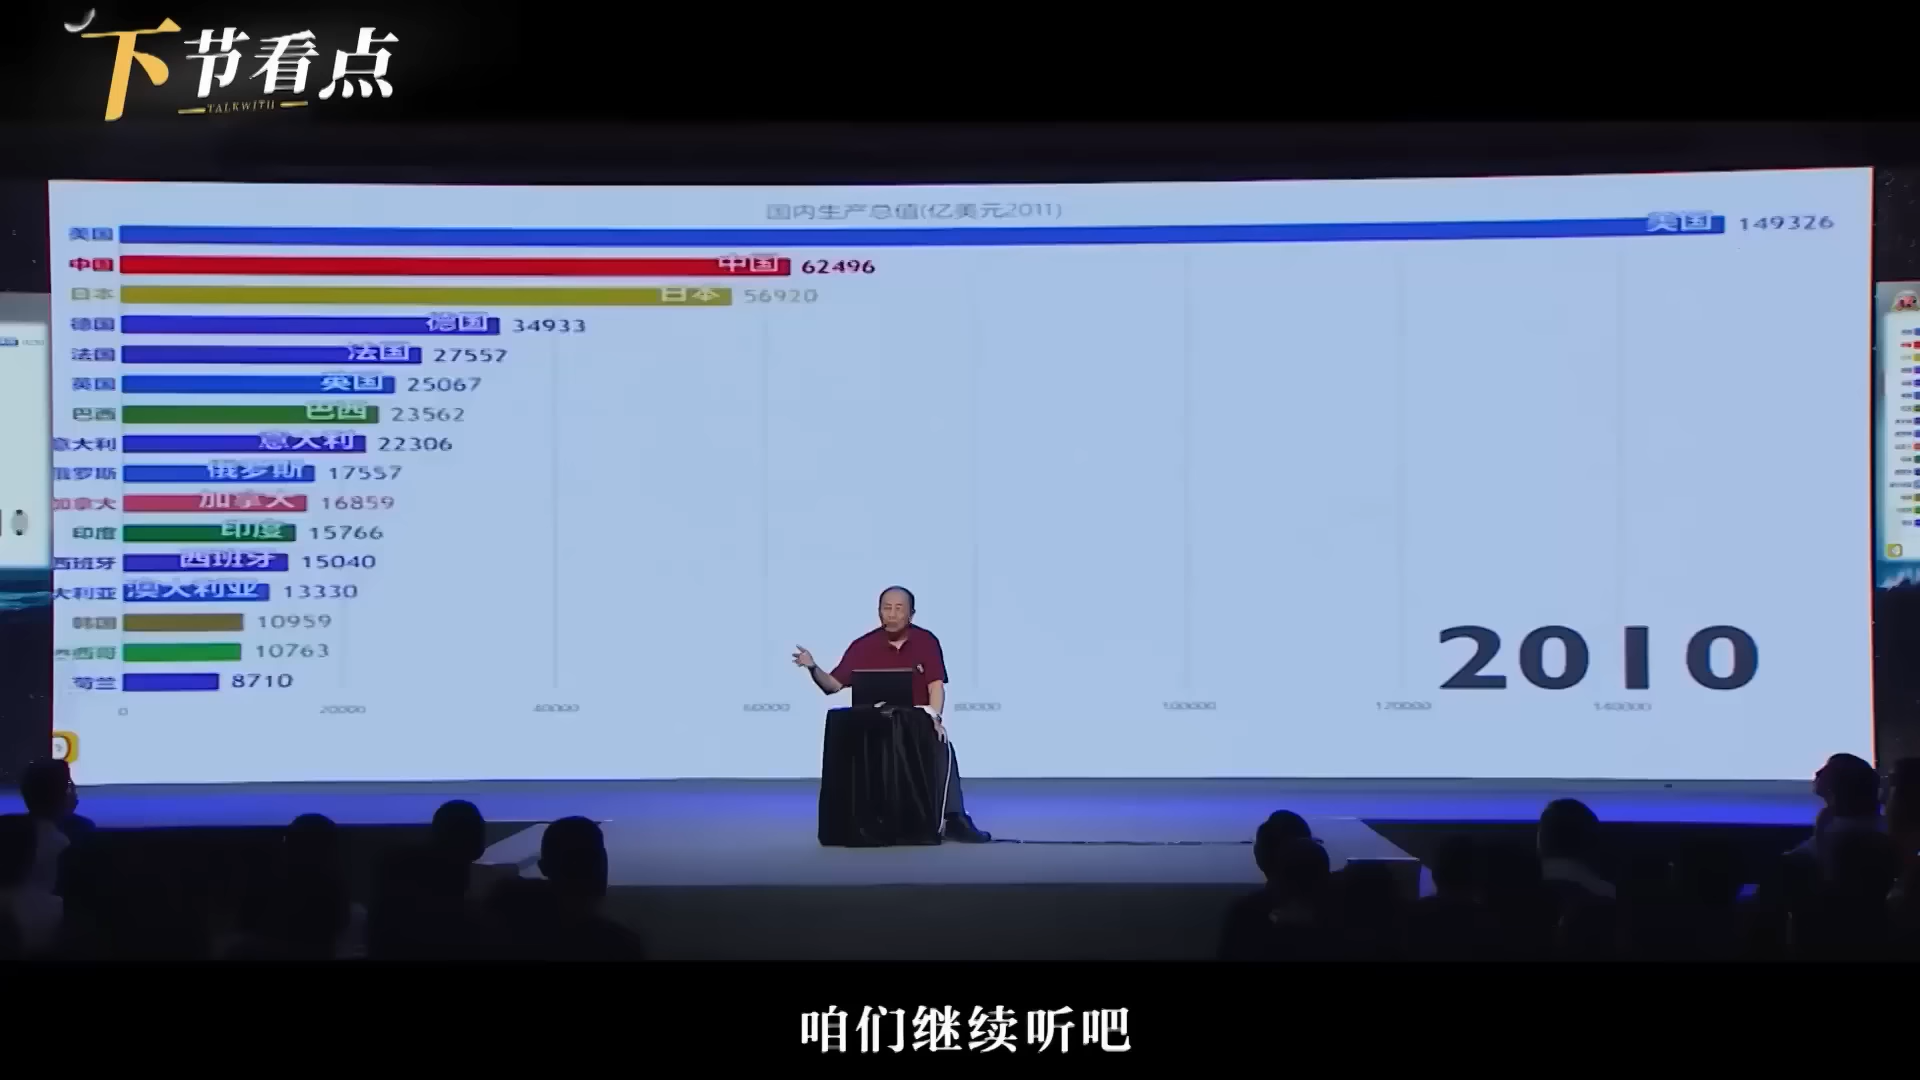 下节看点
TALKWITH
国内生产总值(亿美元2011)
美国 美国 149326
中国 中国 62496
日本 日本 56920
德国 德国 34933
法国 法国 27557
英国 英国 25067
巴西 巴西 23562
意大利 意大利 22306
俄罗斯 俄罗斯 17557
加拿大 加拿大 16859
印度 印度 15766
西班牙 西班牙 15040
大利亚 澳大利亚 13330
韩国 10959
西哥 10763
荷兰 8710
0 20000 40000 60000 80000 100000 120000 140000
2010
咱们继续听吧